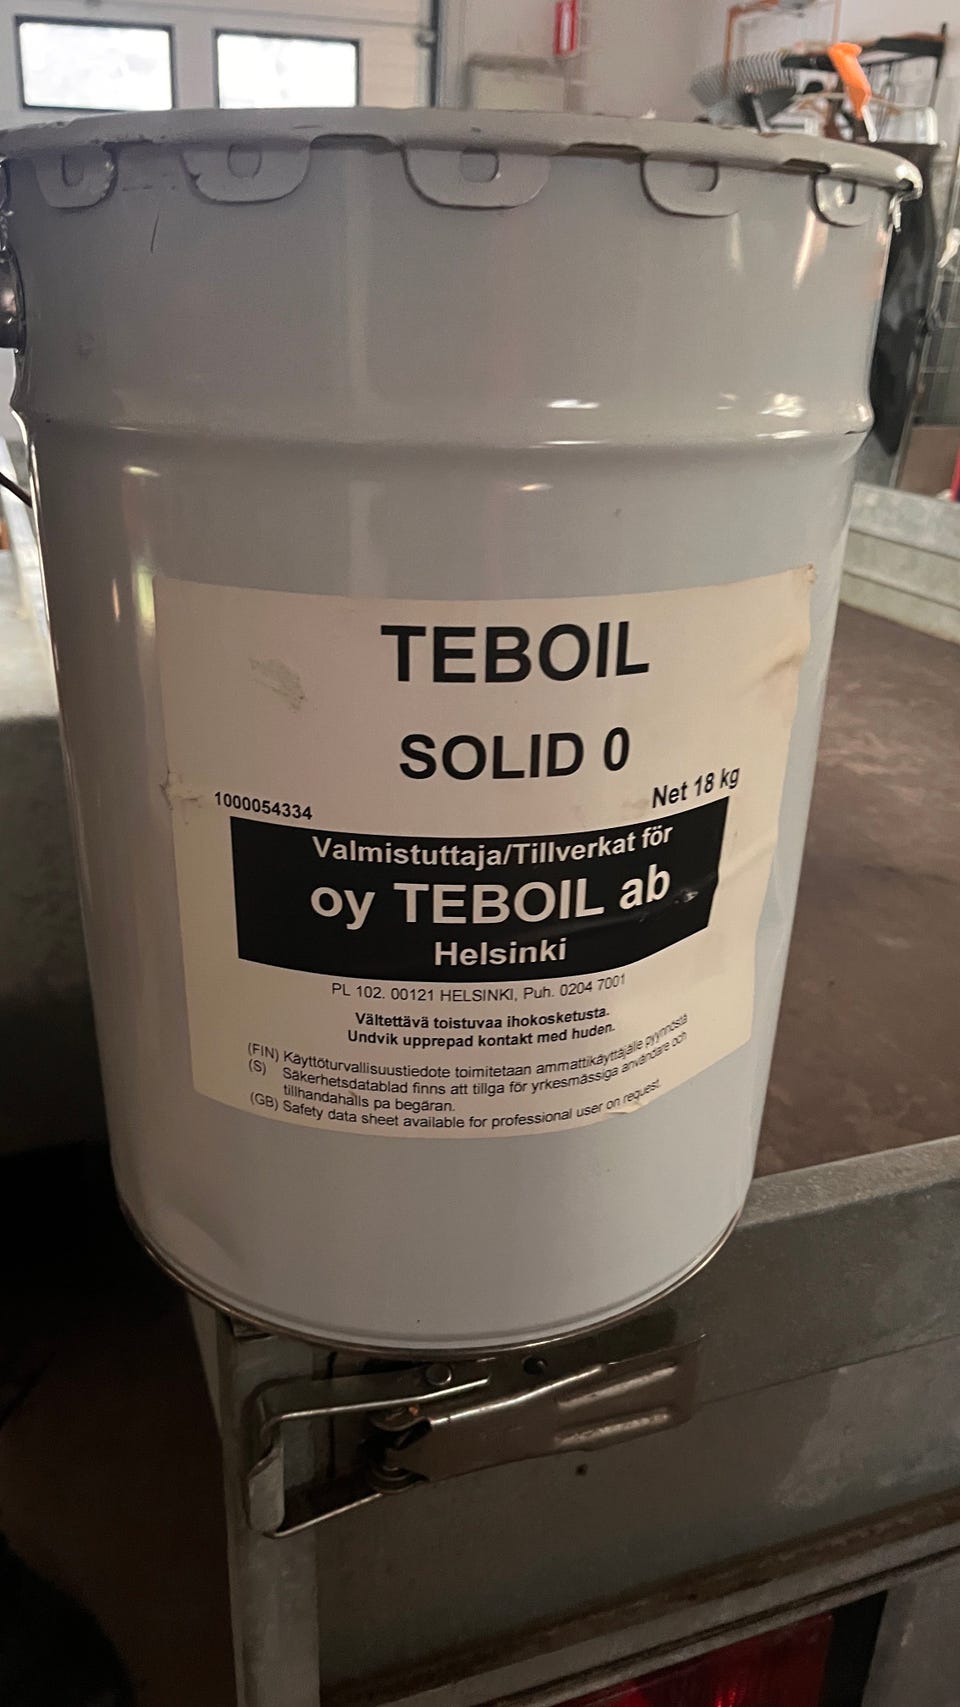 TEBOIL
SOLID 0
1000054334
Net 18 kg
Valmistuttaja/Tillverkat för
oy TEBOIL ab
Helsinki
PL 102. 00121 HELSINKI, Puh. 0204 7001
Vältettävä toistuvaa ihokosketusta.
Undvik upprepad kontakt med huden.
(FIN) Käyttöturvallisuustiedote toimitetaan ammattikäyttäjälle pyynnöstä
(S) Säkerhetsdatablad finns att tillga för yrkesmässiga användare och
tillhandahålls pa begäran.
(GB) Safety data sheet available for professional user on request.